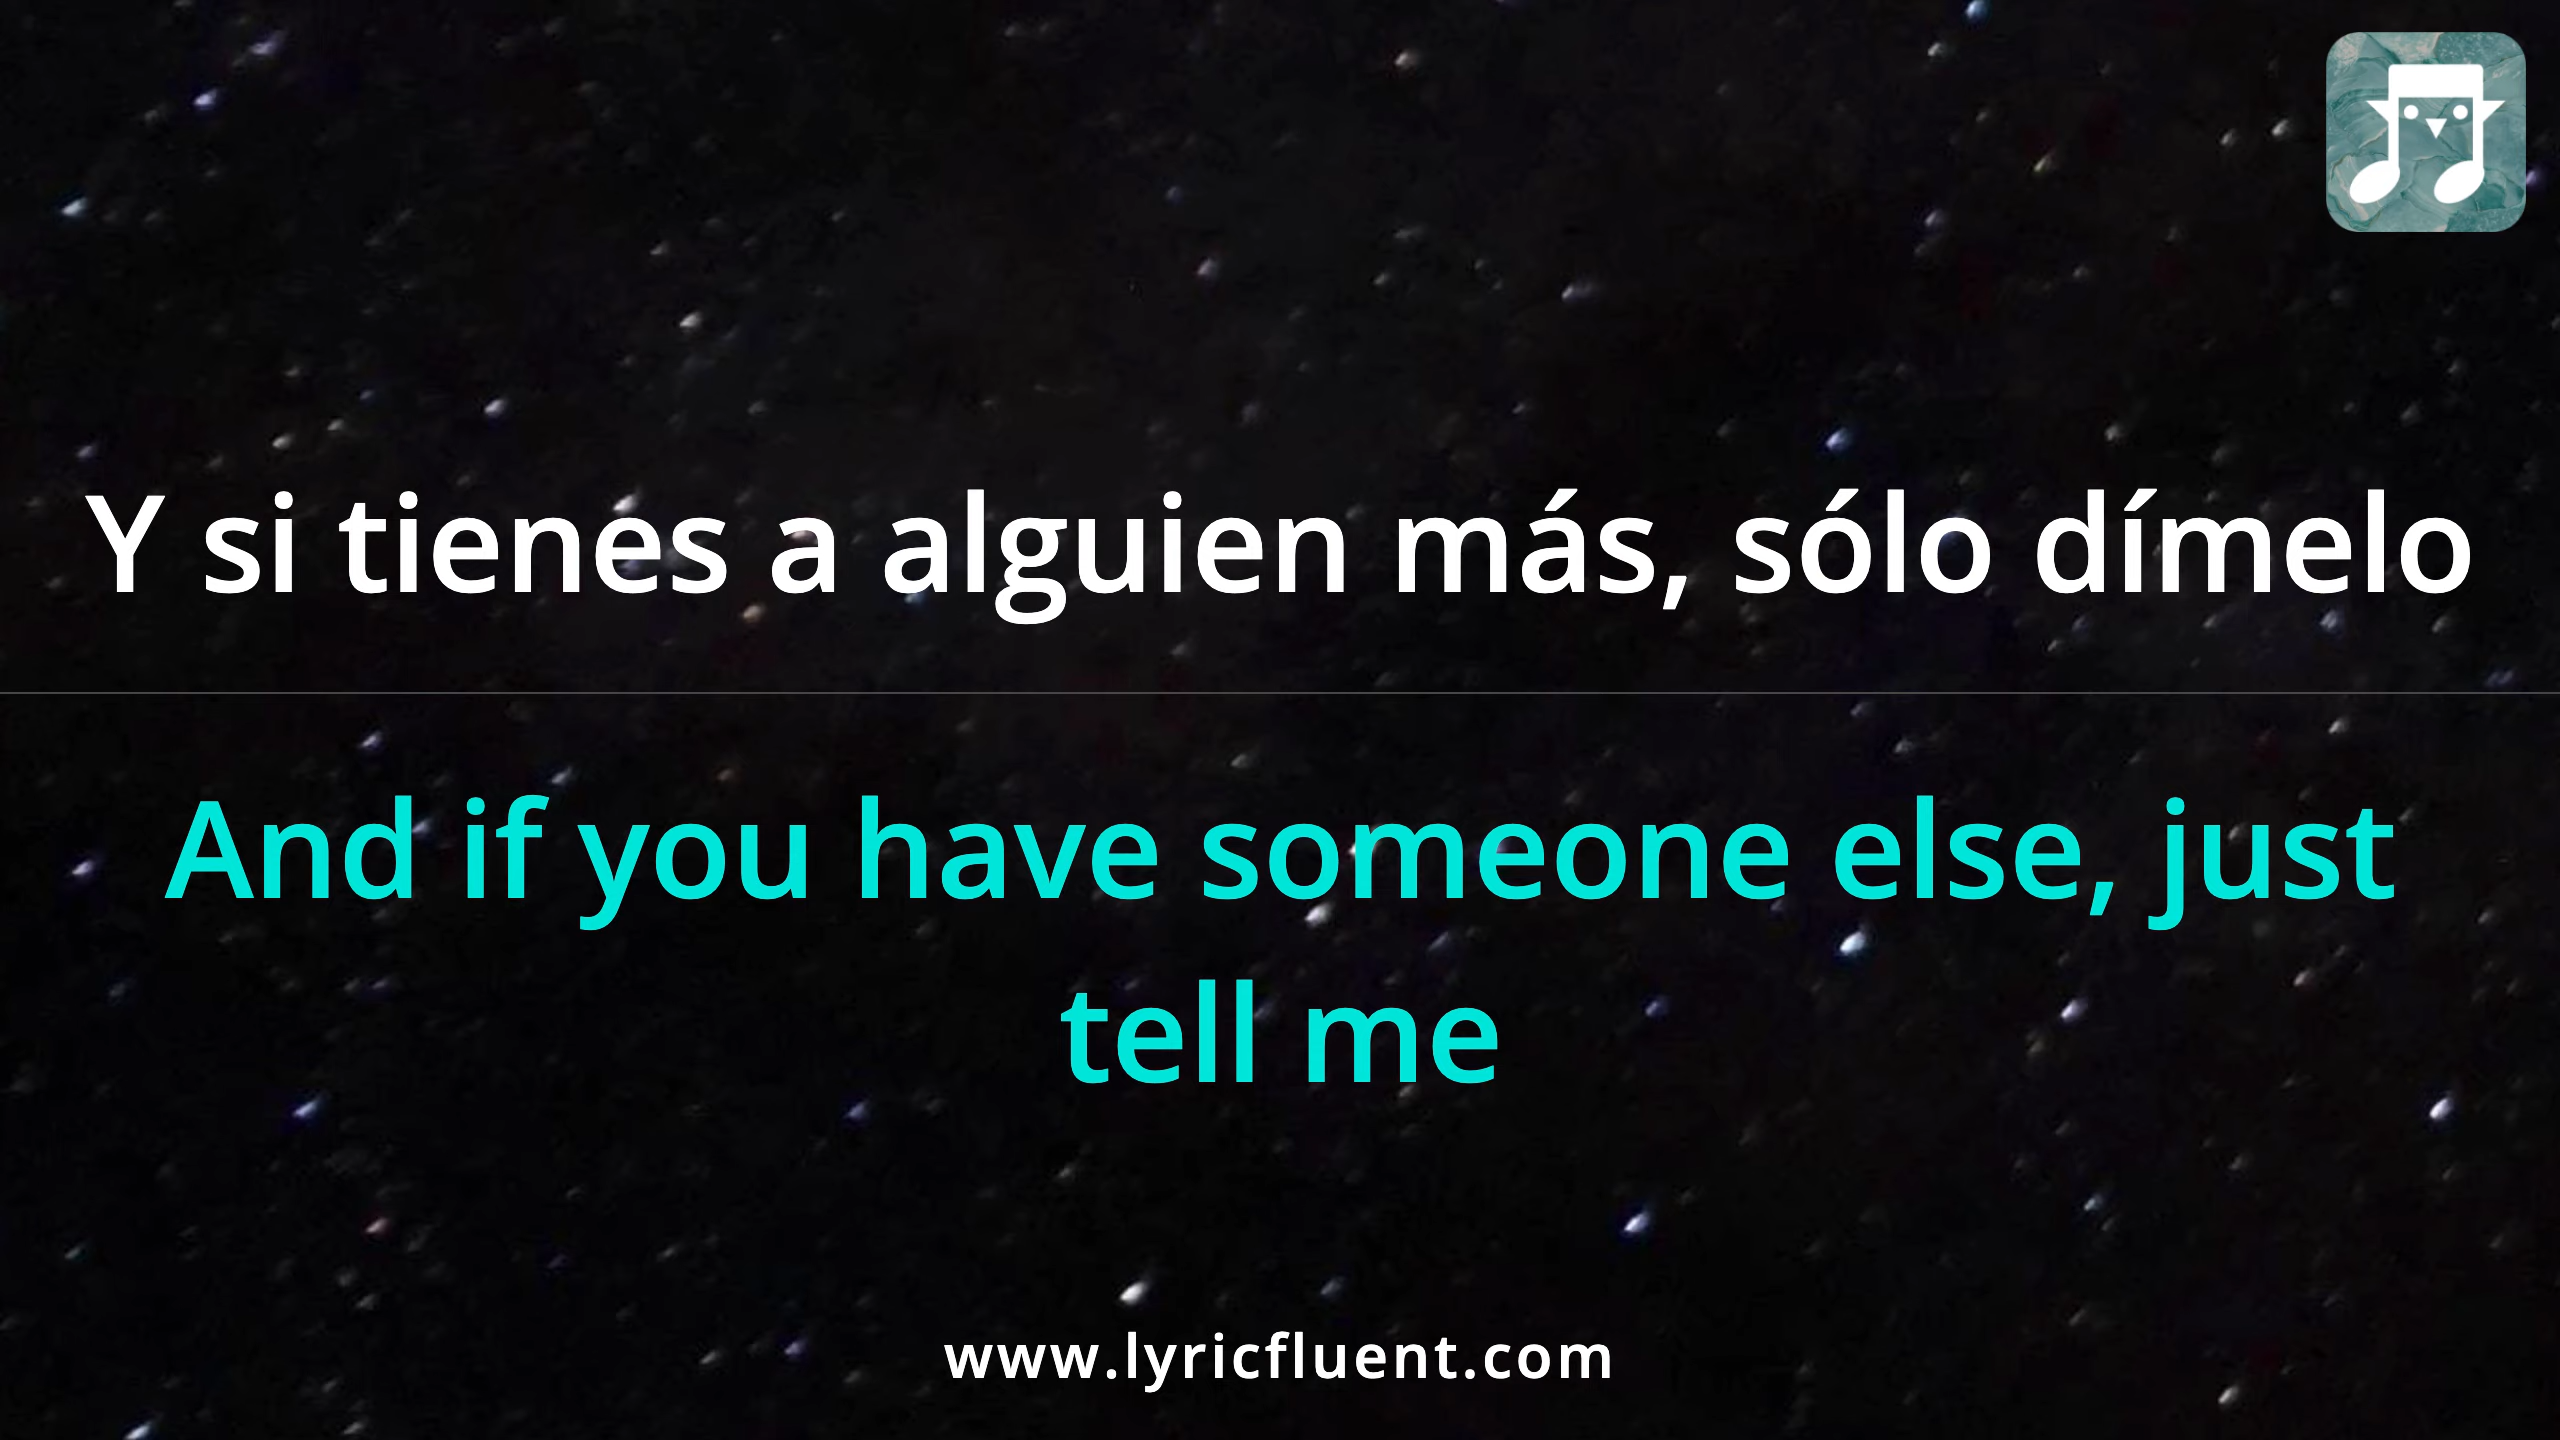 Y si tienes a alguien más, sólo dímelo
And if you have someone else, just
tell me
www.lyricfluent.com